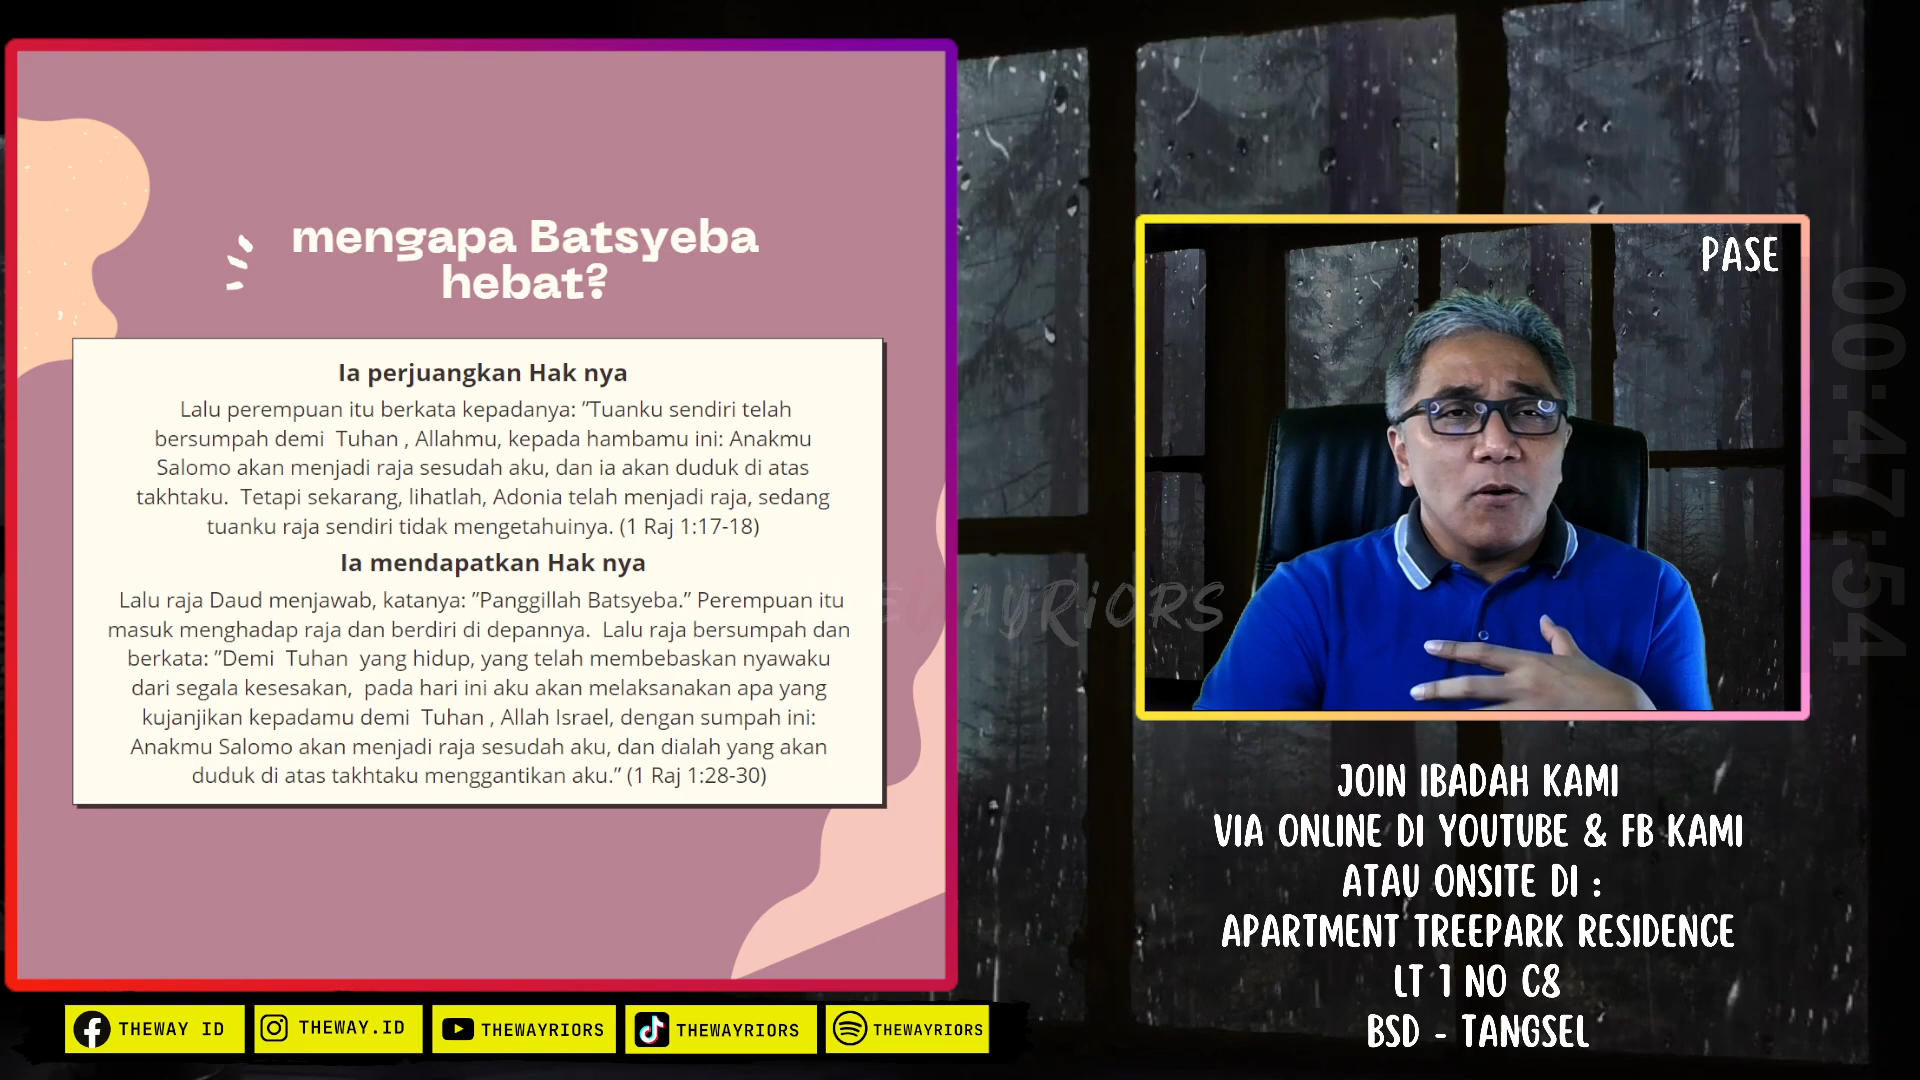 mengapa Batsyeba
hebat?
Ia perjuangkan Hak nya
Lalu perempuan itu berkata kepadanya: ”Tuanku sendiri telah
bersumpah demi Tuhan , Allahmu, kepada hambamu ini: Anakmu
Salomo akan menjadi raja sesudah aku, dan ia akan duduk di atas
takhtaku. Tetapi sekarang, lihatlah, Adonia telah menjadi raja, sedang
tuanku raja sendiri tidak mengetahuinya. (1 Raj 1:17-18)
Ia mendapatkan Hak nya
Lalu raja Daud menjawab, katanya: ”Panggillah Batsyeba.” Perempuan itu
masuk menghadap raja dan berdiri di depannya. Lalu raja bersumpah dan
berkata: ”Demi Tuhan yang hidup, yang telah membebaskan nyawaku
dari segala kesesakan, pada hari ini aku akan melaksanakan apa yang
kujanjikan kepadamu demi Tuhan , Allah Israel, dengan sumpah ini:
Anakmu Salomo akan menjadi raja sesudah aku, dan dialah yang akan
duduk di atas takhtaku menggantikan aku.” (1 Raj 1:28-30)
PASE
00:47:54
JOIN IBADAH KAMI
VIA ONLINE DI YOUTUBE & FB KAMI
ATAU ONSITE DI :
APARTMENT TREEPARK RESIDENCE
LT 1 NO C8
BSD - TANGSEL
THEWAY ID
THEWAY.ID
THEWAYRIORS
THEWAYRIORS
THEWAYRIORS